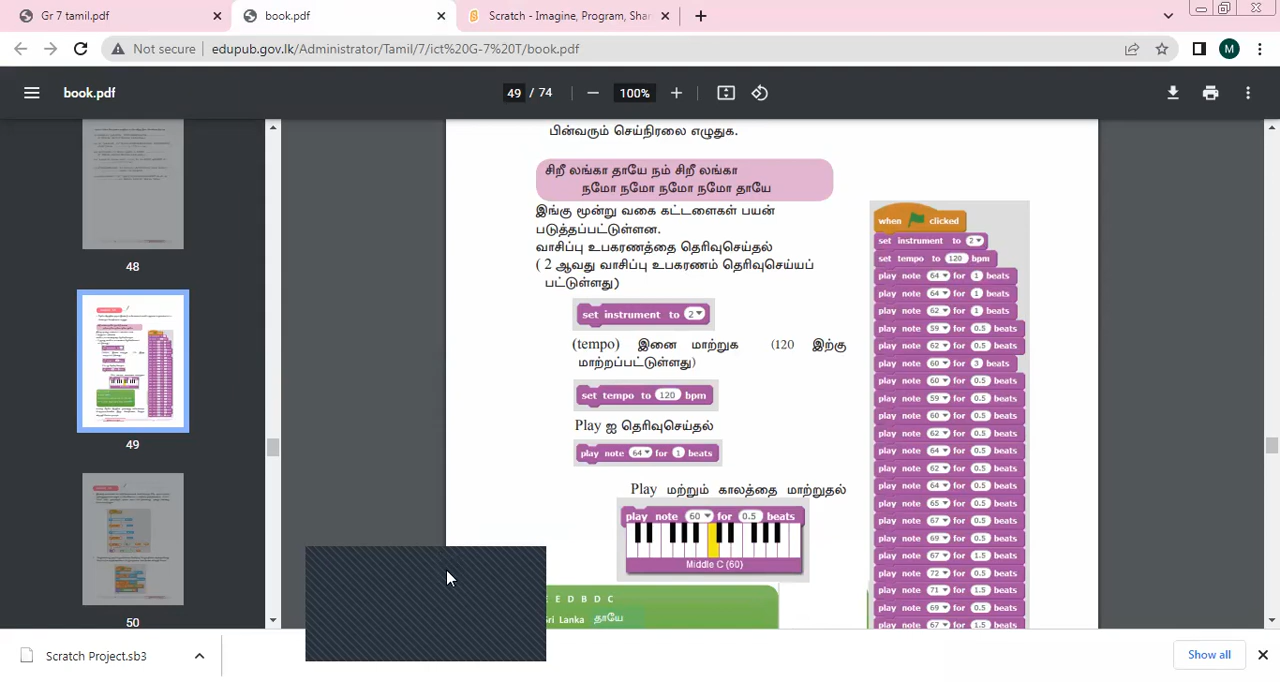 Gr 7 tamil.pdf
book.pdf
Scratch - Imagine, Program, Shar
Not secure
edupub.gov.lk/Administrator/Tamil/7/ict%20G-7%20T/book.pdf
M
book.pdf
49 / 74
100%
48
49
50
பின்வரும் செய்நிரலை எழுதுக.
சிறீ லங்கா தாயே நம் சிறீ லங்கா
நமோ நமோ நமோ நமோ தாயே
இங்கு மூன்று வகை கட்டளைகள் பயன்
படுத்தப்பட்டுள்ளன.
வாசிப்பு உபகரணத்தை தெரிவுசெய்தல்
( 2 ஆவது வாசிப்பு உபகரணம் தெரிவுசெய்யப்
பட்டுள்ளது)
set instrument to 2
(tempo) இனை மாற்றுக (120 இற்கு
மாற்றப்பட்டுள்ளது)
set tempo to 120 bpm
Play ஐ தெரிவுசெய்தல்
play note 64 for 1 beats
Play மற்றும் காலத்தை மாற்றுதல்
play note 60 for 0.5 beats
Middle C (60)
E D B D C
Sri Lanka தாயே
when clicked
set instrument to 2
set tempo to 120 bpm
play note 64 for 1 beats
play note 64 for 1 beats
play note 62 for 1 beats
play note 59 for 0.5 beats
play note 62 for 0.5 beats
play note 60 for 3 beats
play note 60 for 0.5 beats
play note 59 for 0.5 beats
play note 60 for 0.5 beats
play note 62 for 0.5 beats
play note 64 for 0.5 beats
play note 62 for 0.5 beats
play note 64 for 0.5 beats
play note 65 for 0.5 beats
play note 67 for 0.5 beats
play note 69 for 0.5 beats
play note 67 for 1.5 beats
play note 72 for 0.5 beats
play note 71 for 1.5 beats
play note 69 for 0.5 beats
play note 67 for 1.5 beats
Scratch Project.sb3
Show all